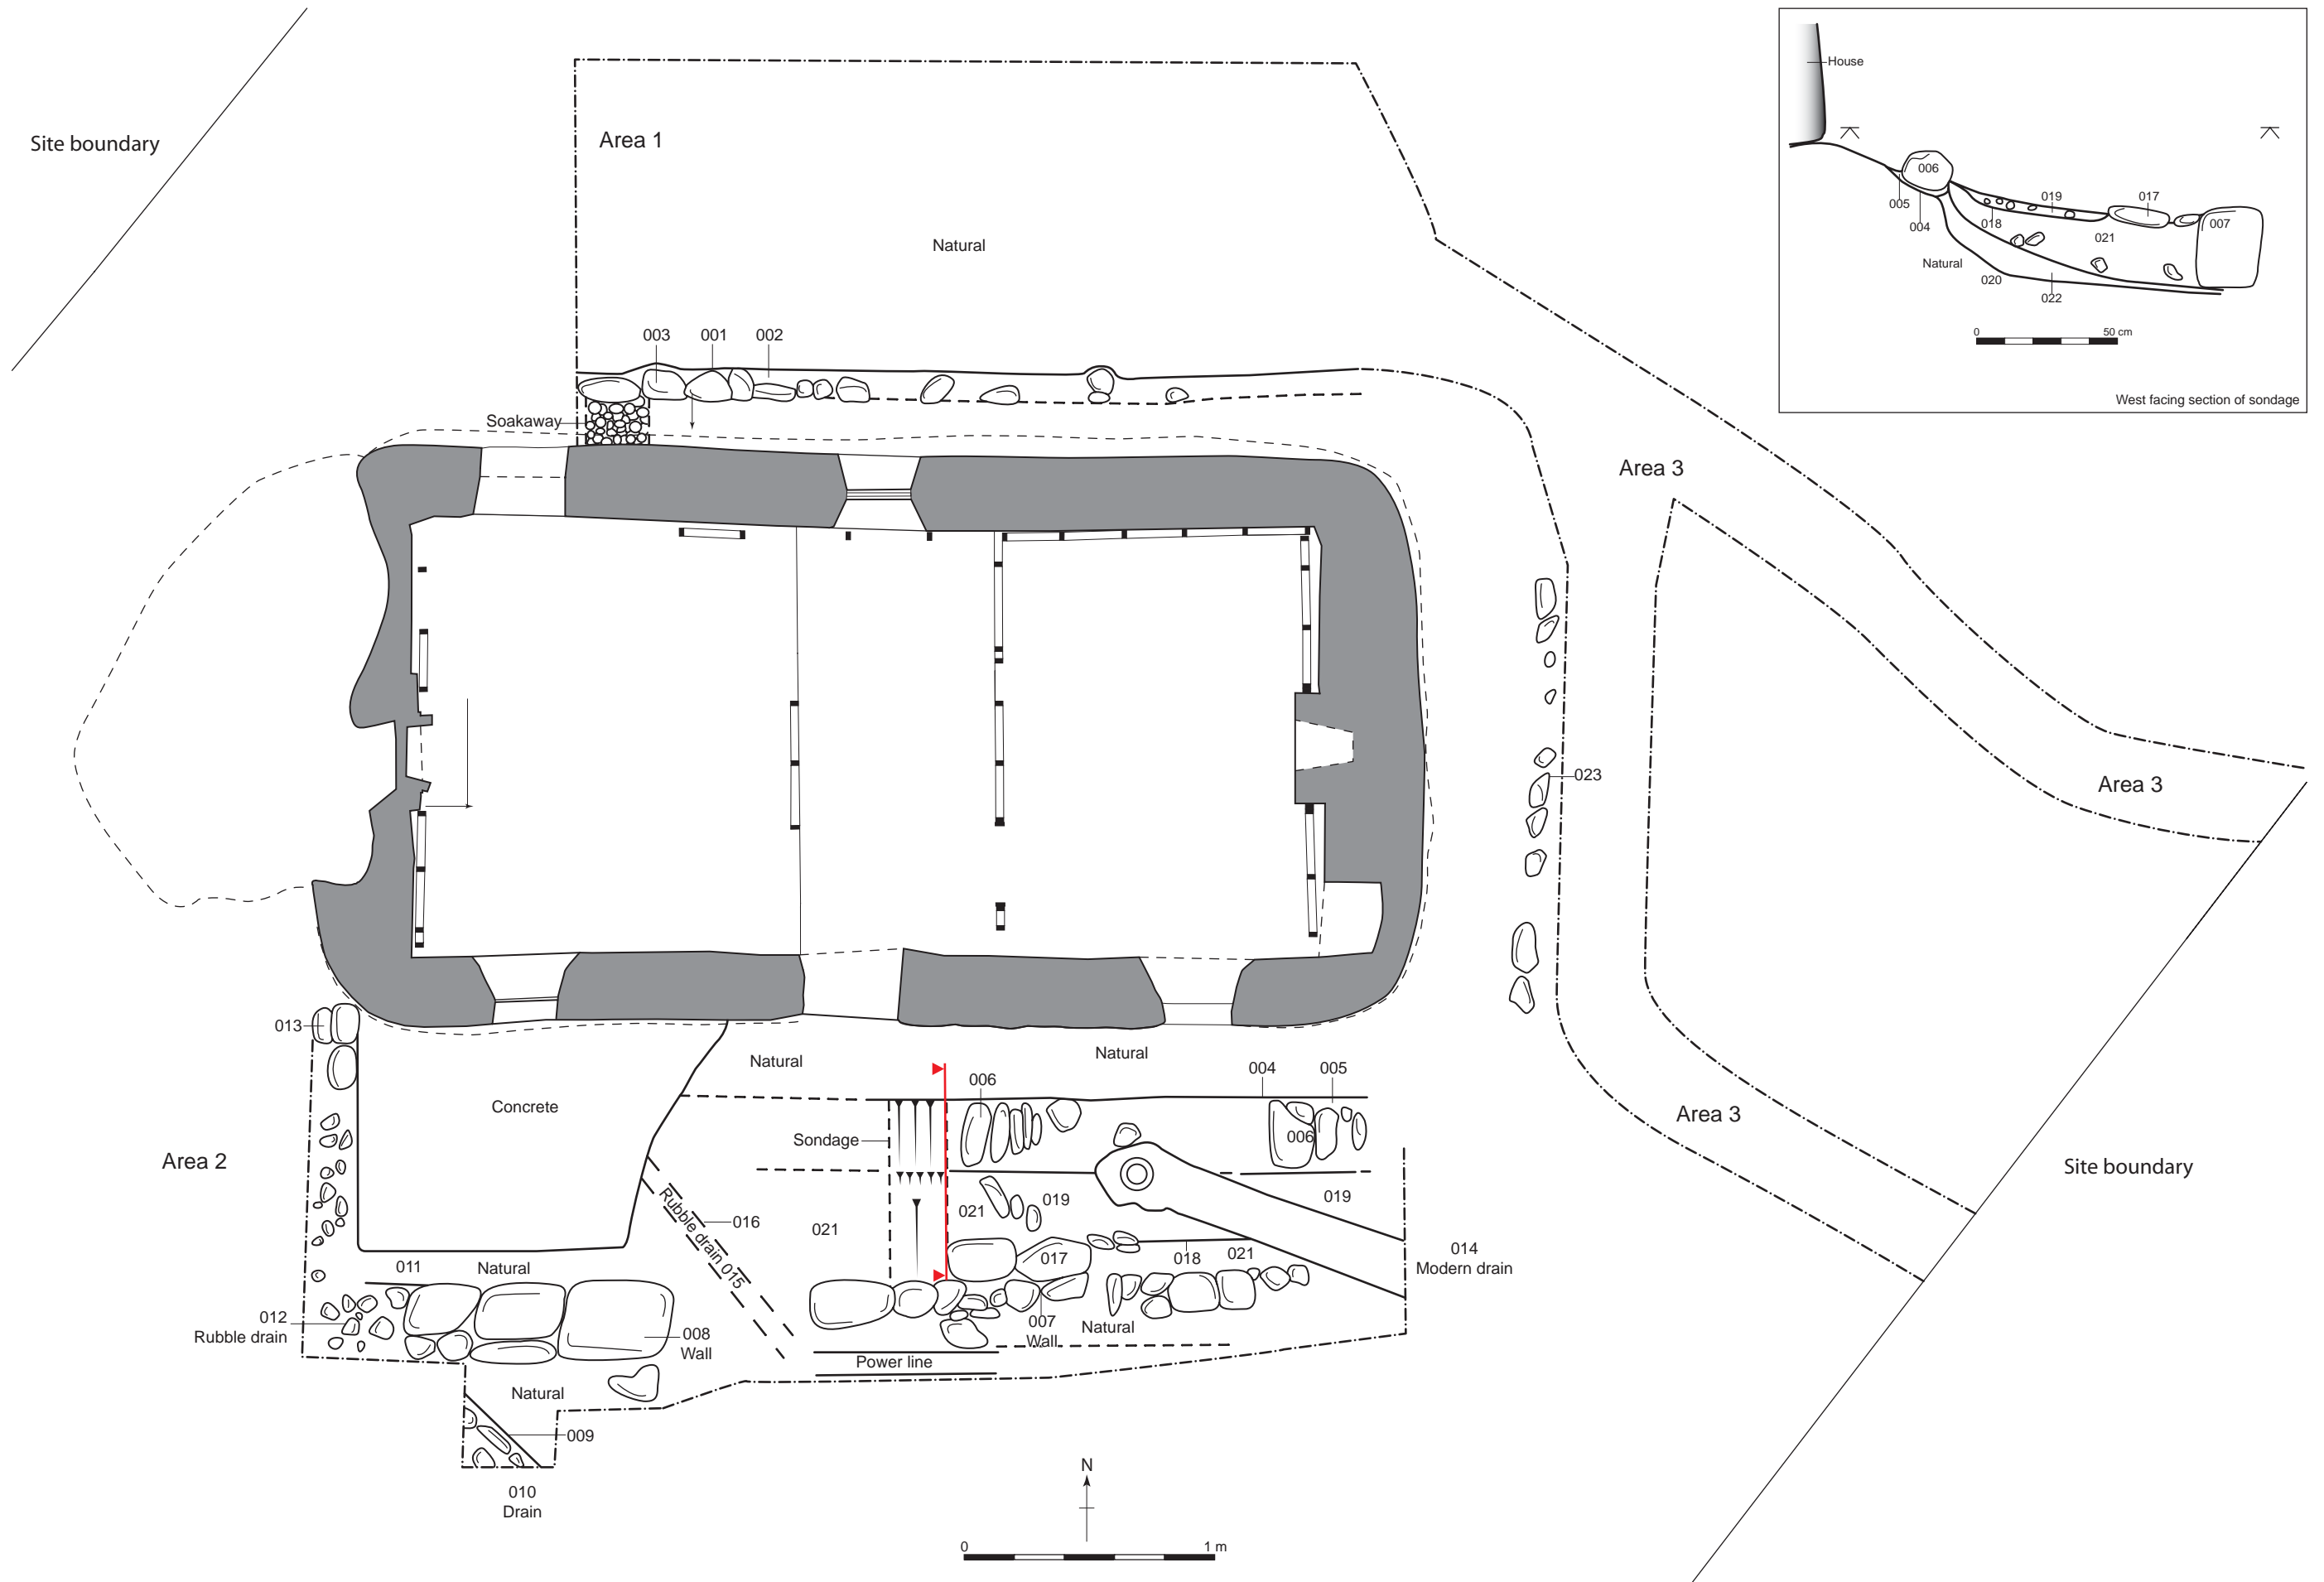 Site boundary
Area 1
Natural
003
001
002
Soakaway
House
006
005
004
018
019
017
007
021
Natural
020
022
0
50 cm
West facing section of sondage
Area 3
023
Area 3
Area 3
Site boundary
013
Concrete
Area 2
Natural
Natural
006
004
005
Sondage
006
016
Rubble drain 015
021
021
019
019
017
018
021
014
Modern drain
011
Natural
012
Rubble drain
008
Wall
007
Wall
Natural
Power line
Natural
009
010
Drain
N
0
1 m